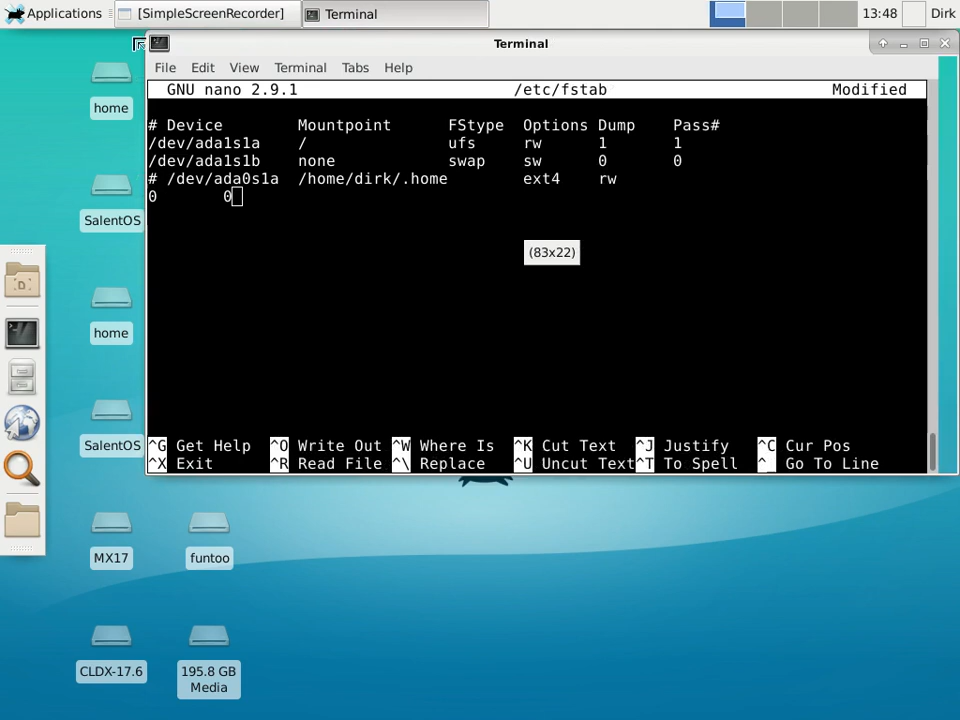 Applications [SimpleScreenRecorder] Terminal 13:48 Dirk
Terminal
File Edit View Terminal Tabs Help
GNU nano 2.9.1 /etc/fstab Modified
# Device Mountpoint FStype Options Dump Pass#
/dev/ada1s1a / ufs rw 1 1
/dev/ada1s1b none swap sw 0 0
# /dev/ada0s1a /home/dirk/.home ext4 rw
0 0
(83x22)
^G Get Help ^O Write Out ^W Where Is ^K Cut Text ^J Justify ^C Cur Pos
^X Exit ^R Read File ^\ Replace ^U Uncut Text ^T To Spell ^_ Go To Line
home
SalentOS
home
SalentOS
MX17 funtoo
CLDX-17.6 195.8 GB
Media